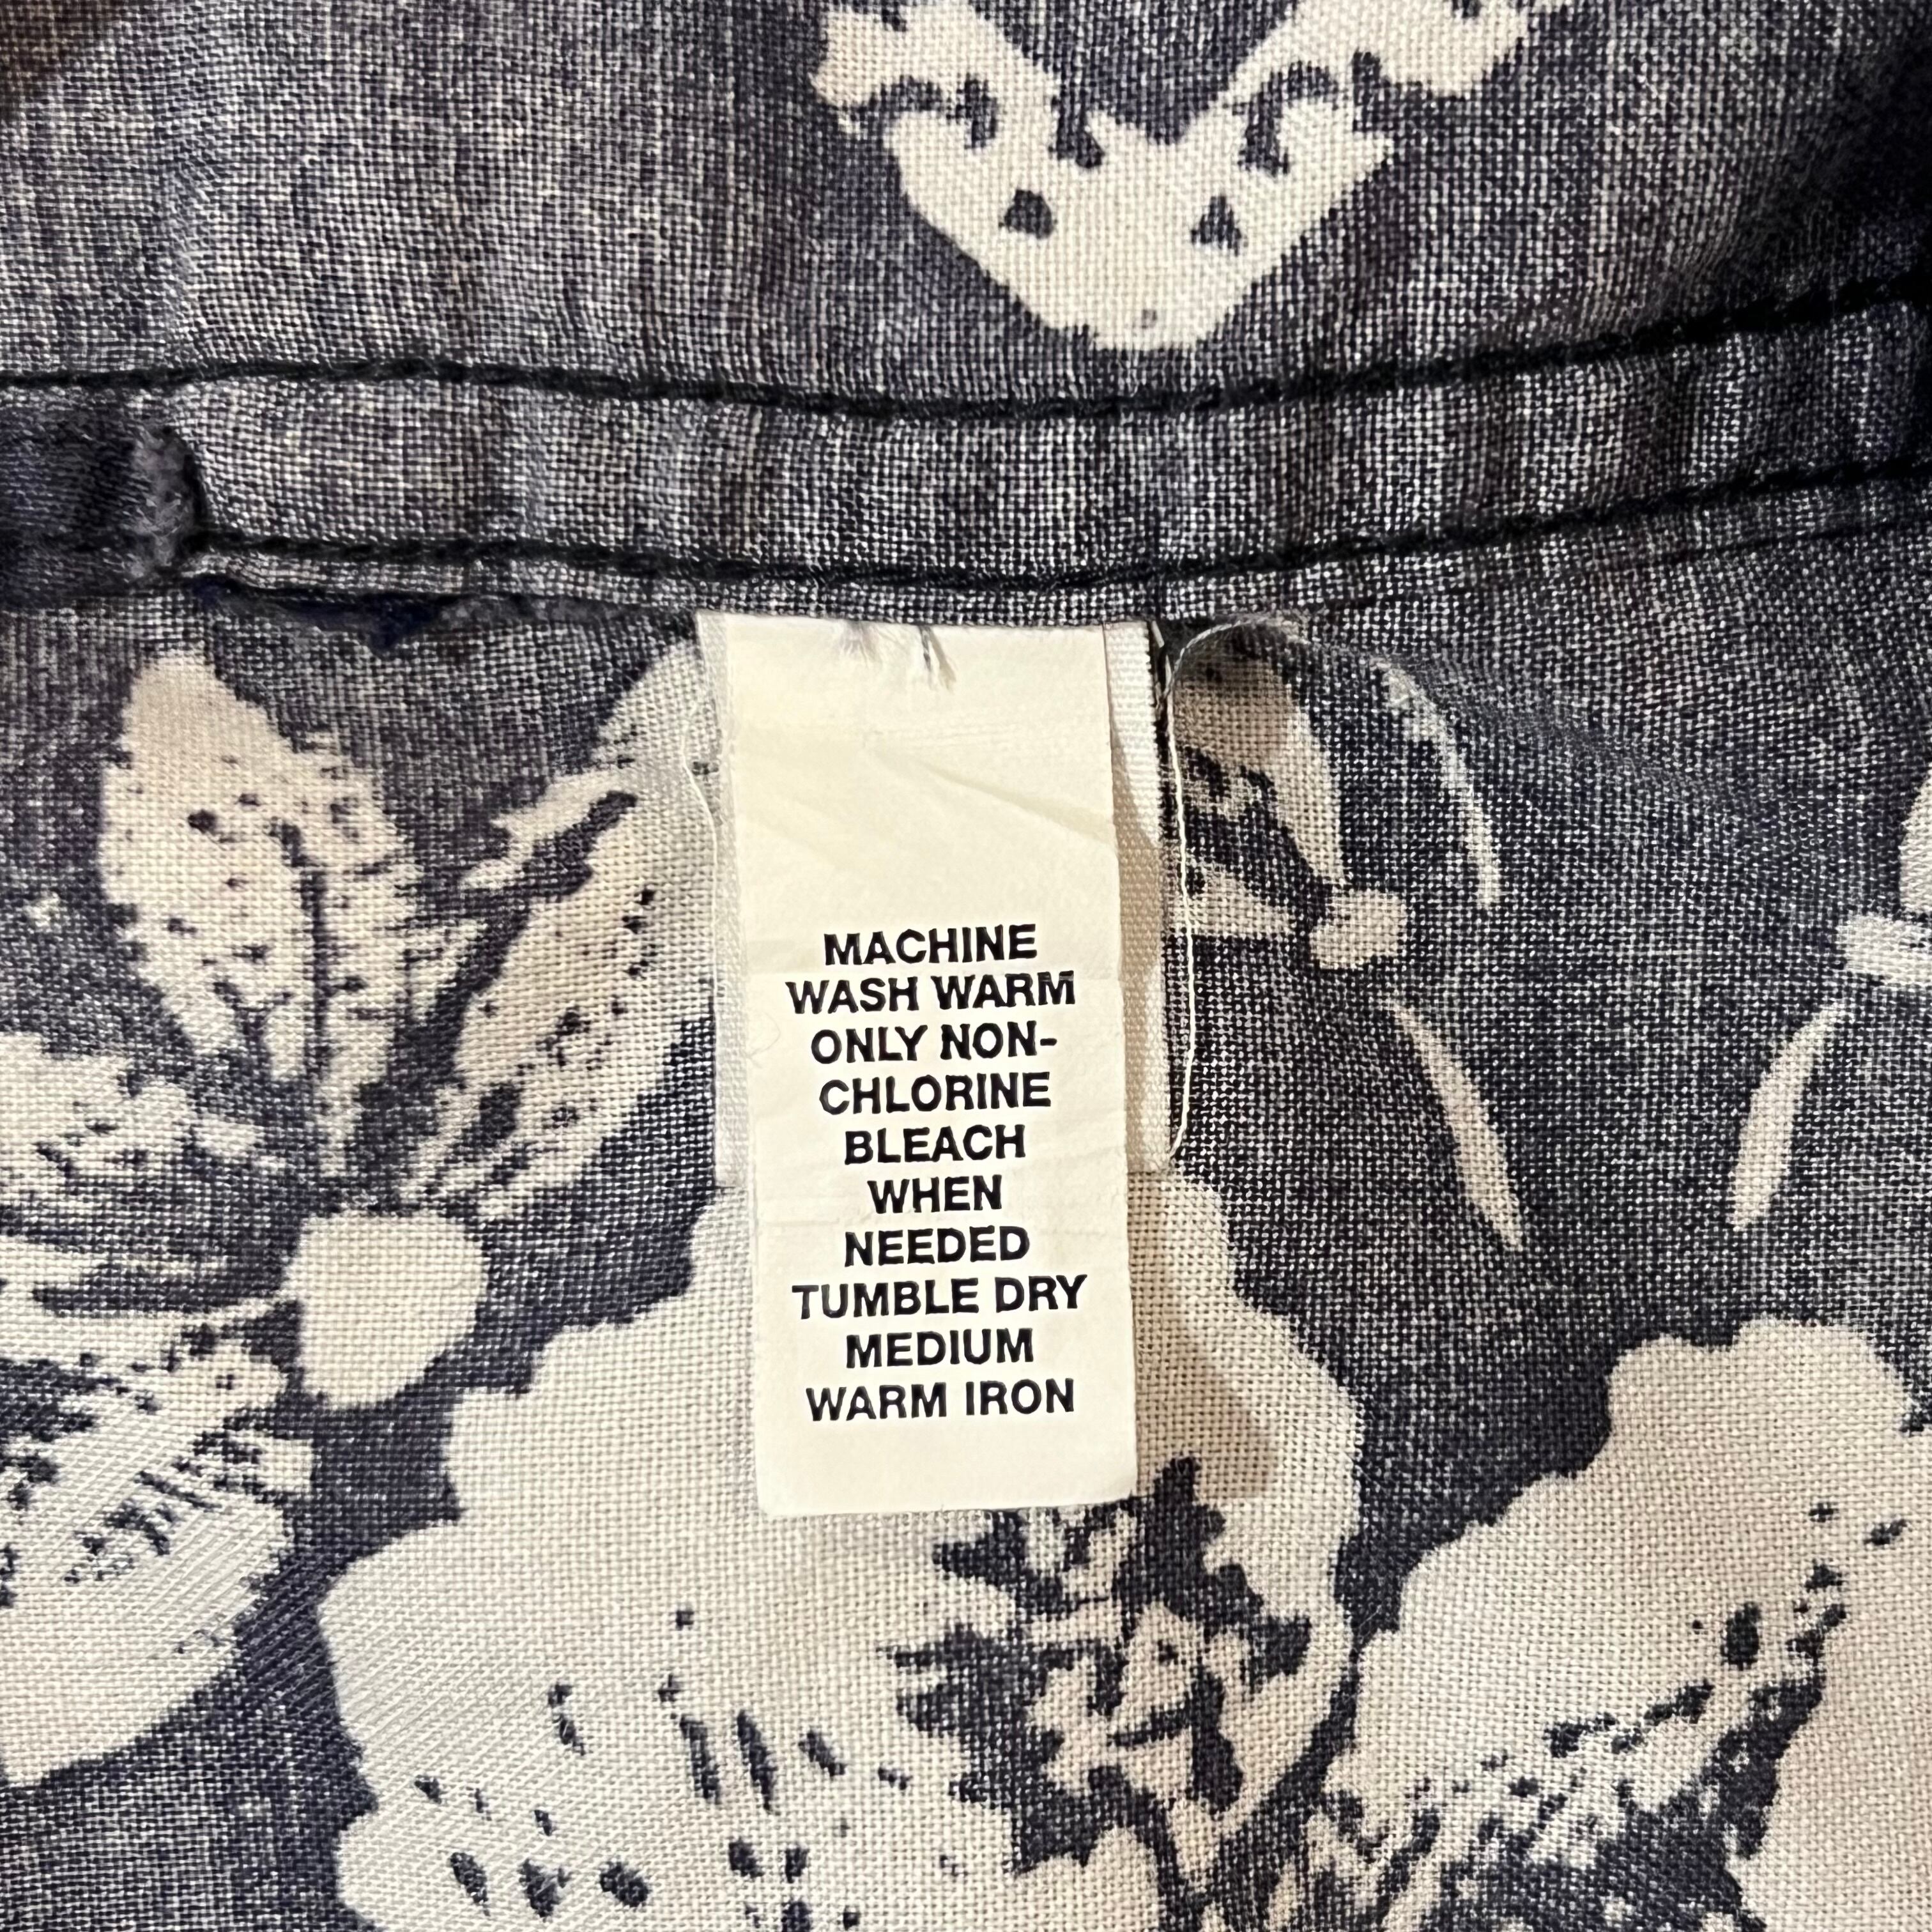 MACHINE
WASH WARM
ONLY NON-
CHLORINE
BLEACH
WHEN
NEEDED
TUMBLE DRY
MEDIUM
WARM IRON